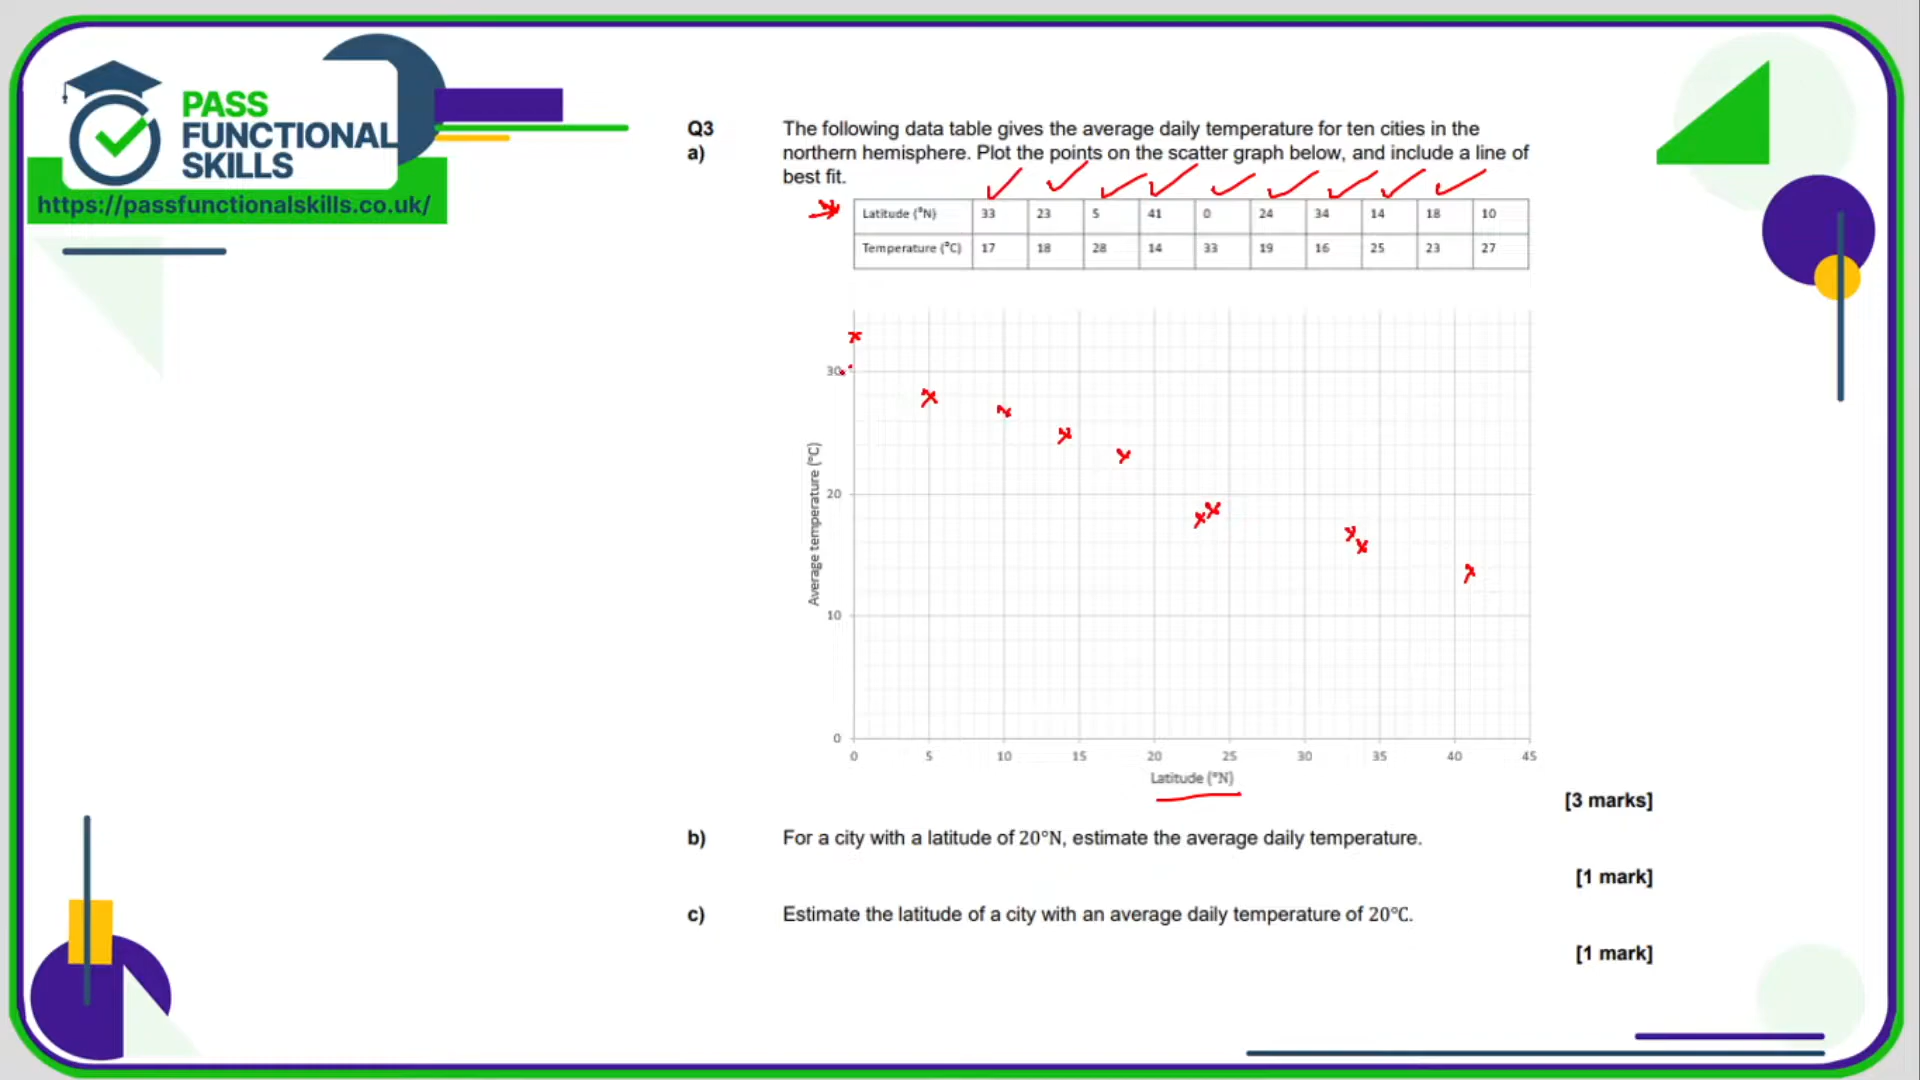 PASS
FUNCTIONAL
SKILLS
https://passfunctionalskills.co.uk/
Q3 The following data table gives the average daily temperature for ten cities in the
a) northern hemisphere. Plot the points on the scatter graph below, and include a line of
best fit.
Latitude (°N) 33 23 5 41 0 24 34 14 18 10
Temperature (°C) 17 18 28 14 33 19 16 25 23 27
30
20
10
0
Average temperature (°C)
0 5 10 15 20 25 30 35 40 45
Latitude (°N)
[3 marks]
b) For a city with a latitude of 20°N, estimate the average daily temperature.
[1 mark]
c) Estimate the latitude of a city with an average daily temperature of 20°C.
[1 mark]